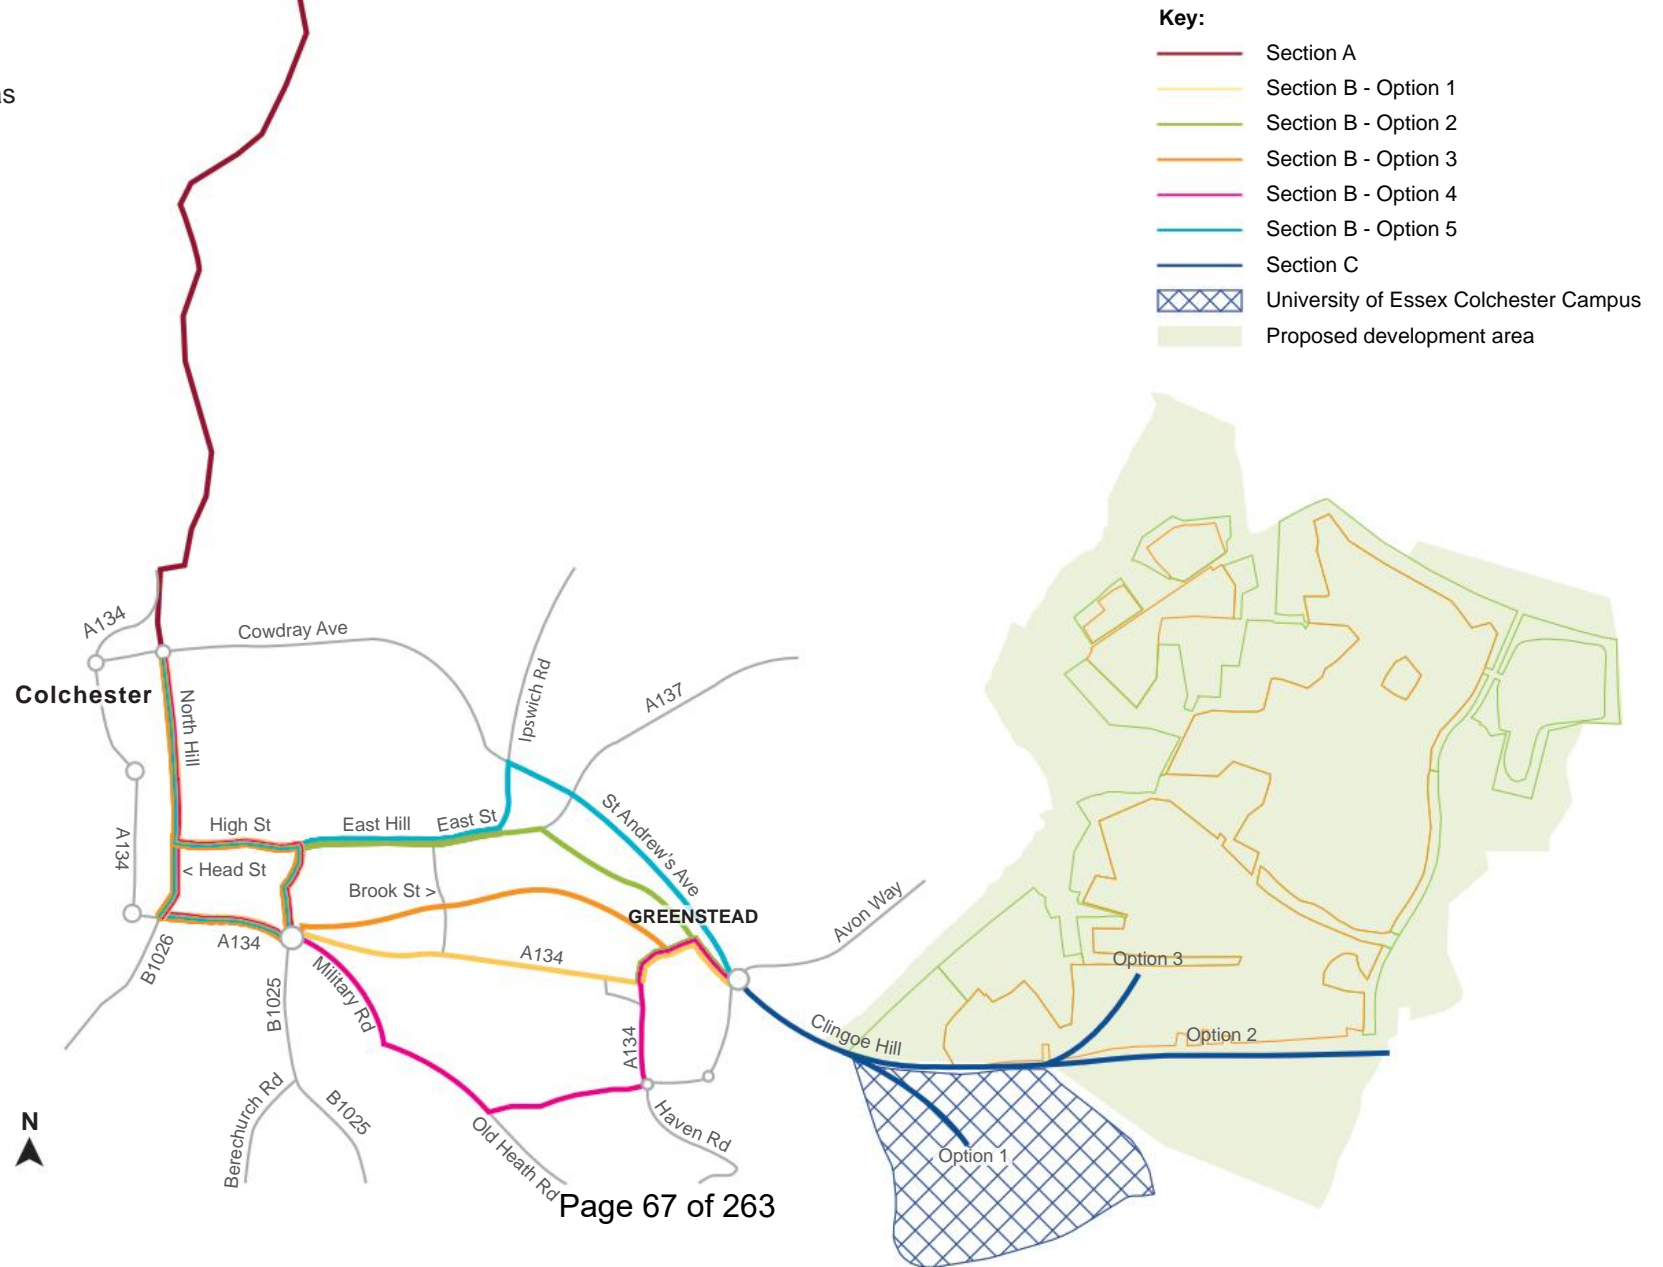 as
Key:
Section A
Section B - Option 1
Section B - Option 2
Section B - Option 3
Section B - Option 4
Section B - Option 5
Section C
University of Essex Colchester Campus
Proposed development area
A134
Cowdray Ave
Colchester
North Hill
Ipswich Rd
A137
High St
East Hill
East St
St Andrew's Ave
A134
< Head St
Brook St >
GREENSTEAD
Avon Way
B1026
A134
A134
Military Rd
B1025
A134
Clingoe Hill
Option 3
Option 2
Option 1
Berechurch Rd
B1025
Old Heath Rd
Haven Rd
N
Page 67 of 263